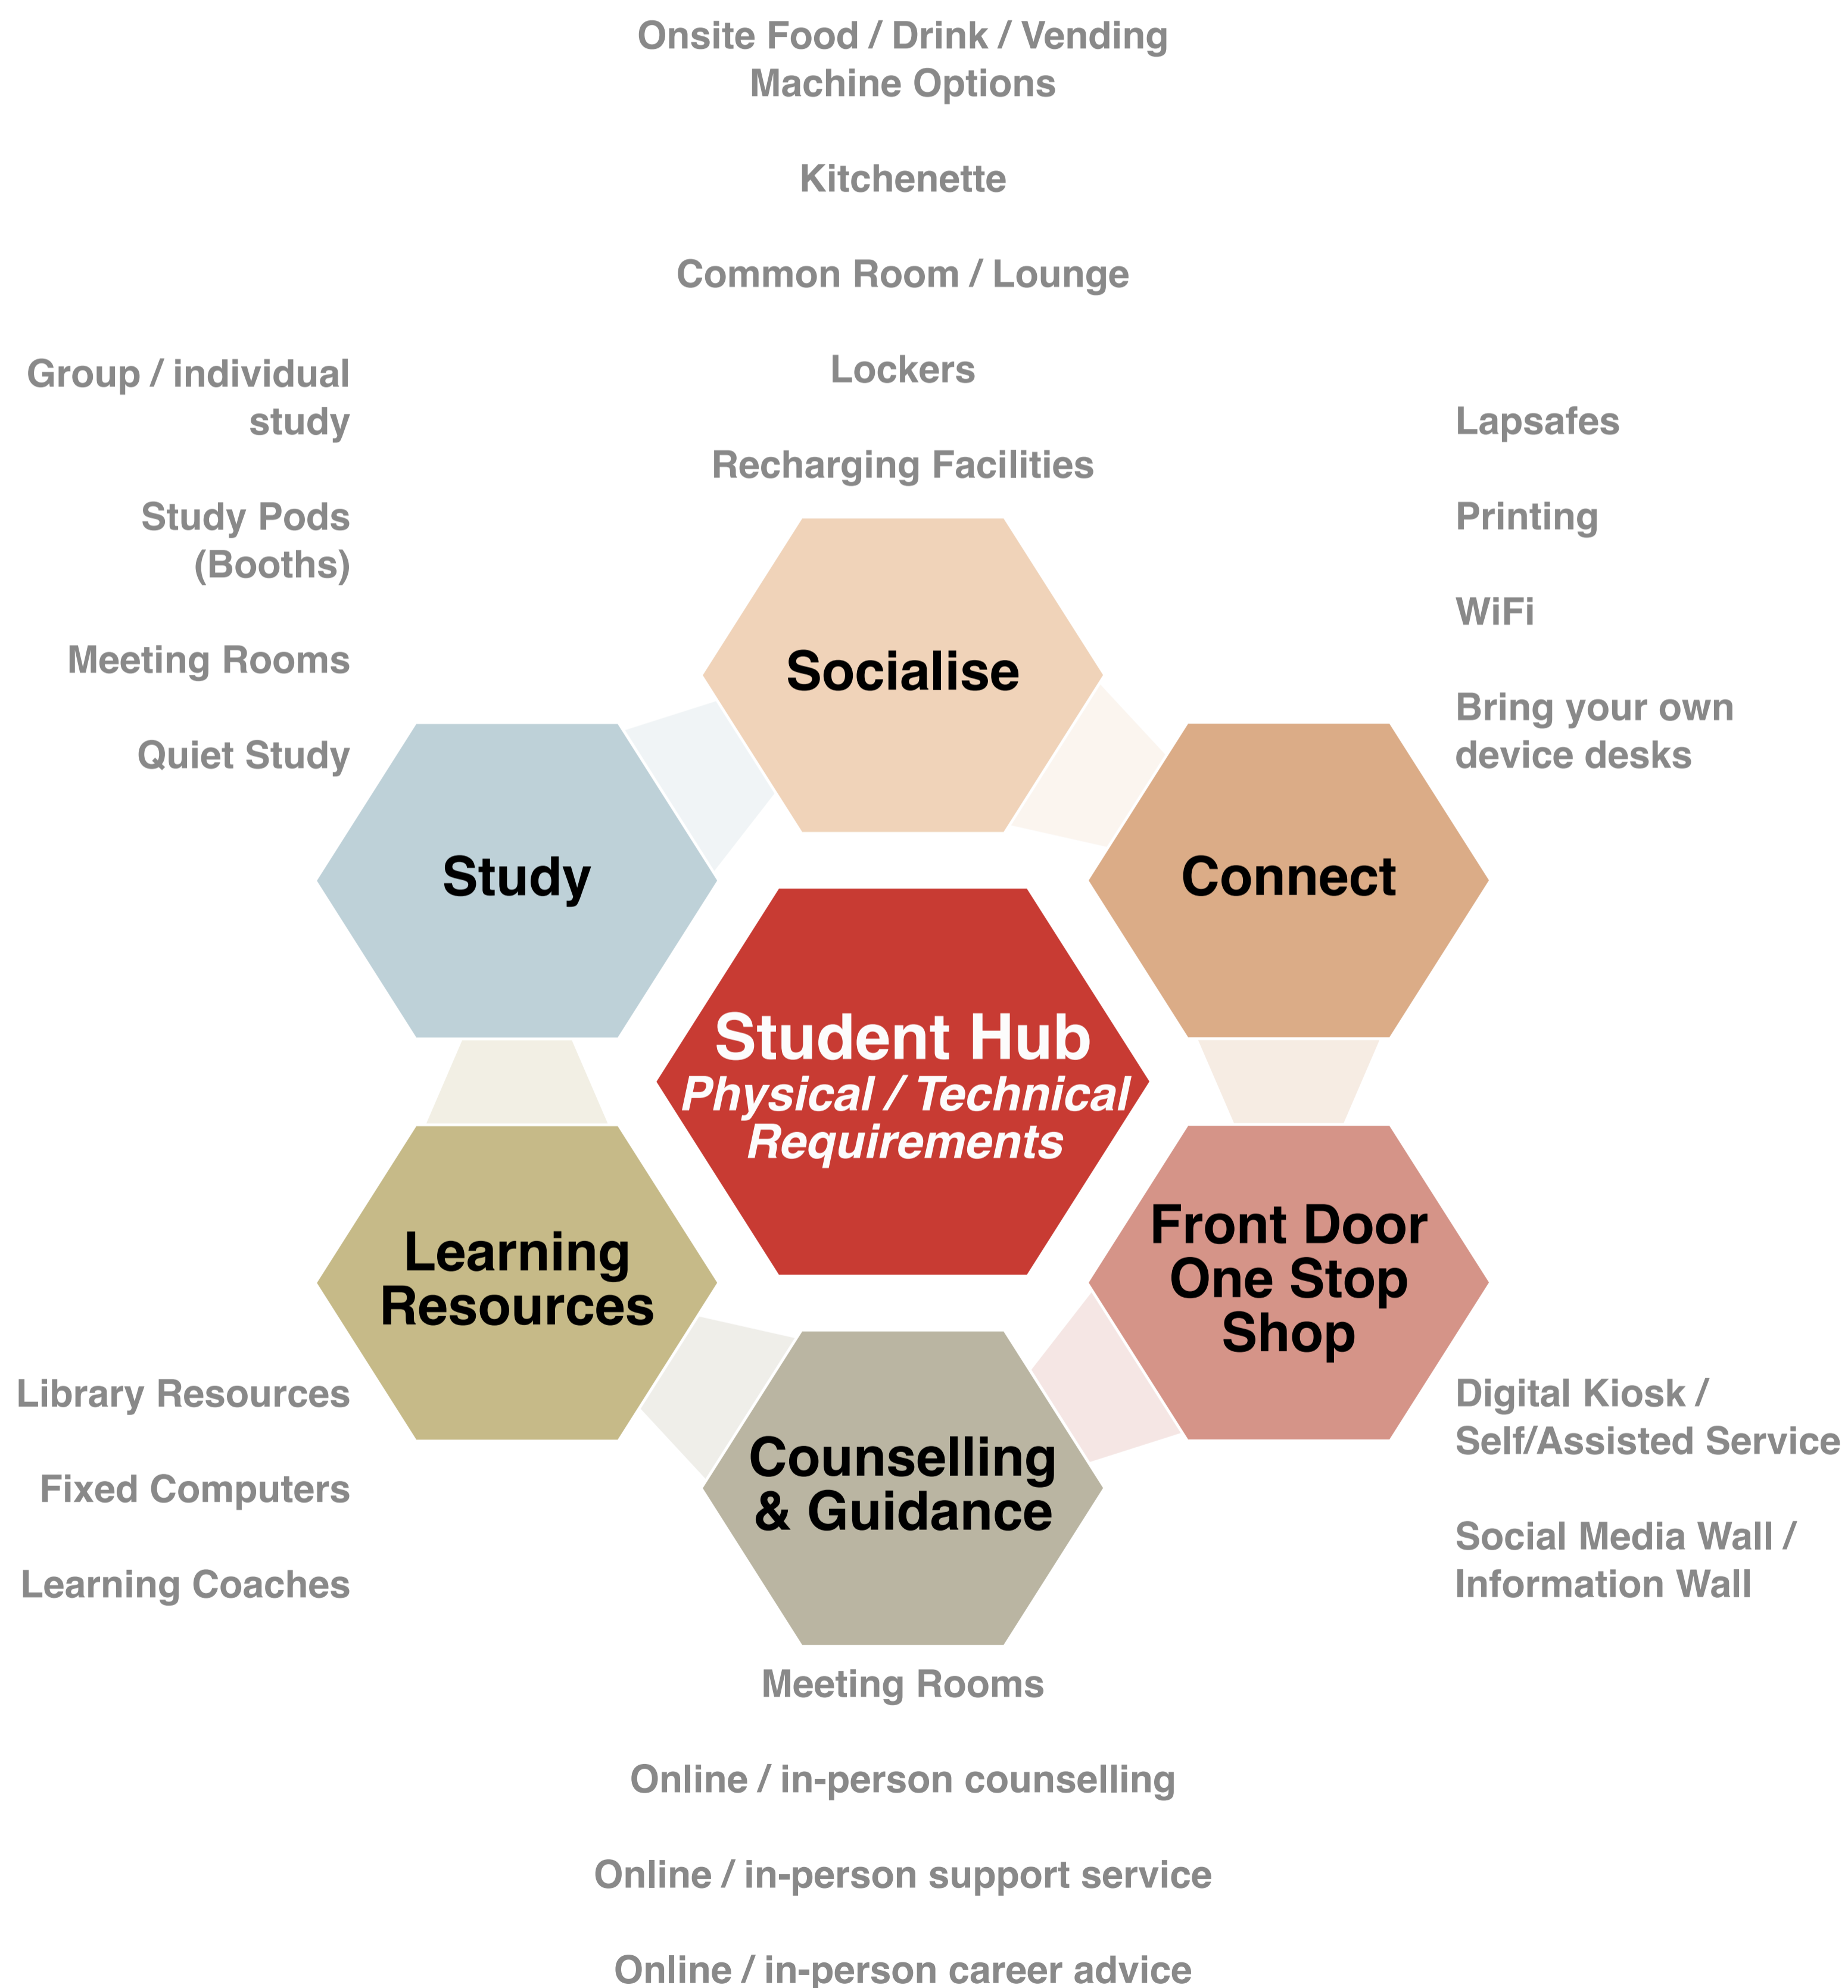 Onsite Food / Drink / Vending
Machine Options
Kitchenette
Common Room / Lounge
Lockers
Recharging Facilities
Group / individual
study
Study Pods
(Booths)
Meeting Rooms
Quiet Study
Lapsafes
Printing
WiFi
Bring your own
device desks
Socialise
Study
Connect
Student Hub
Physical / Technical
Requirements
Learning
Resources
Front Door
One Stop
Shop
Counselling
& Guidance
Library Resources
Fixed Computers
Learning Coaches
Digital Kiosk /
Self/Assisted Service
Social Media Wall /
Information Wall
Meeting Rooms
Online / in-person counselling
Online / in-person support service
Online / in-person career advice